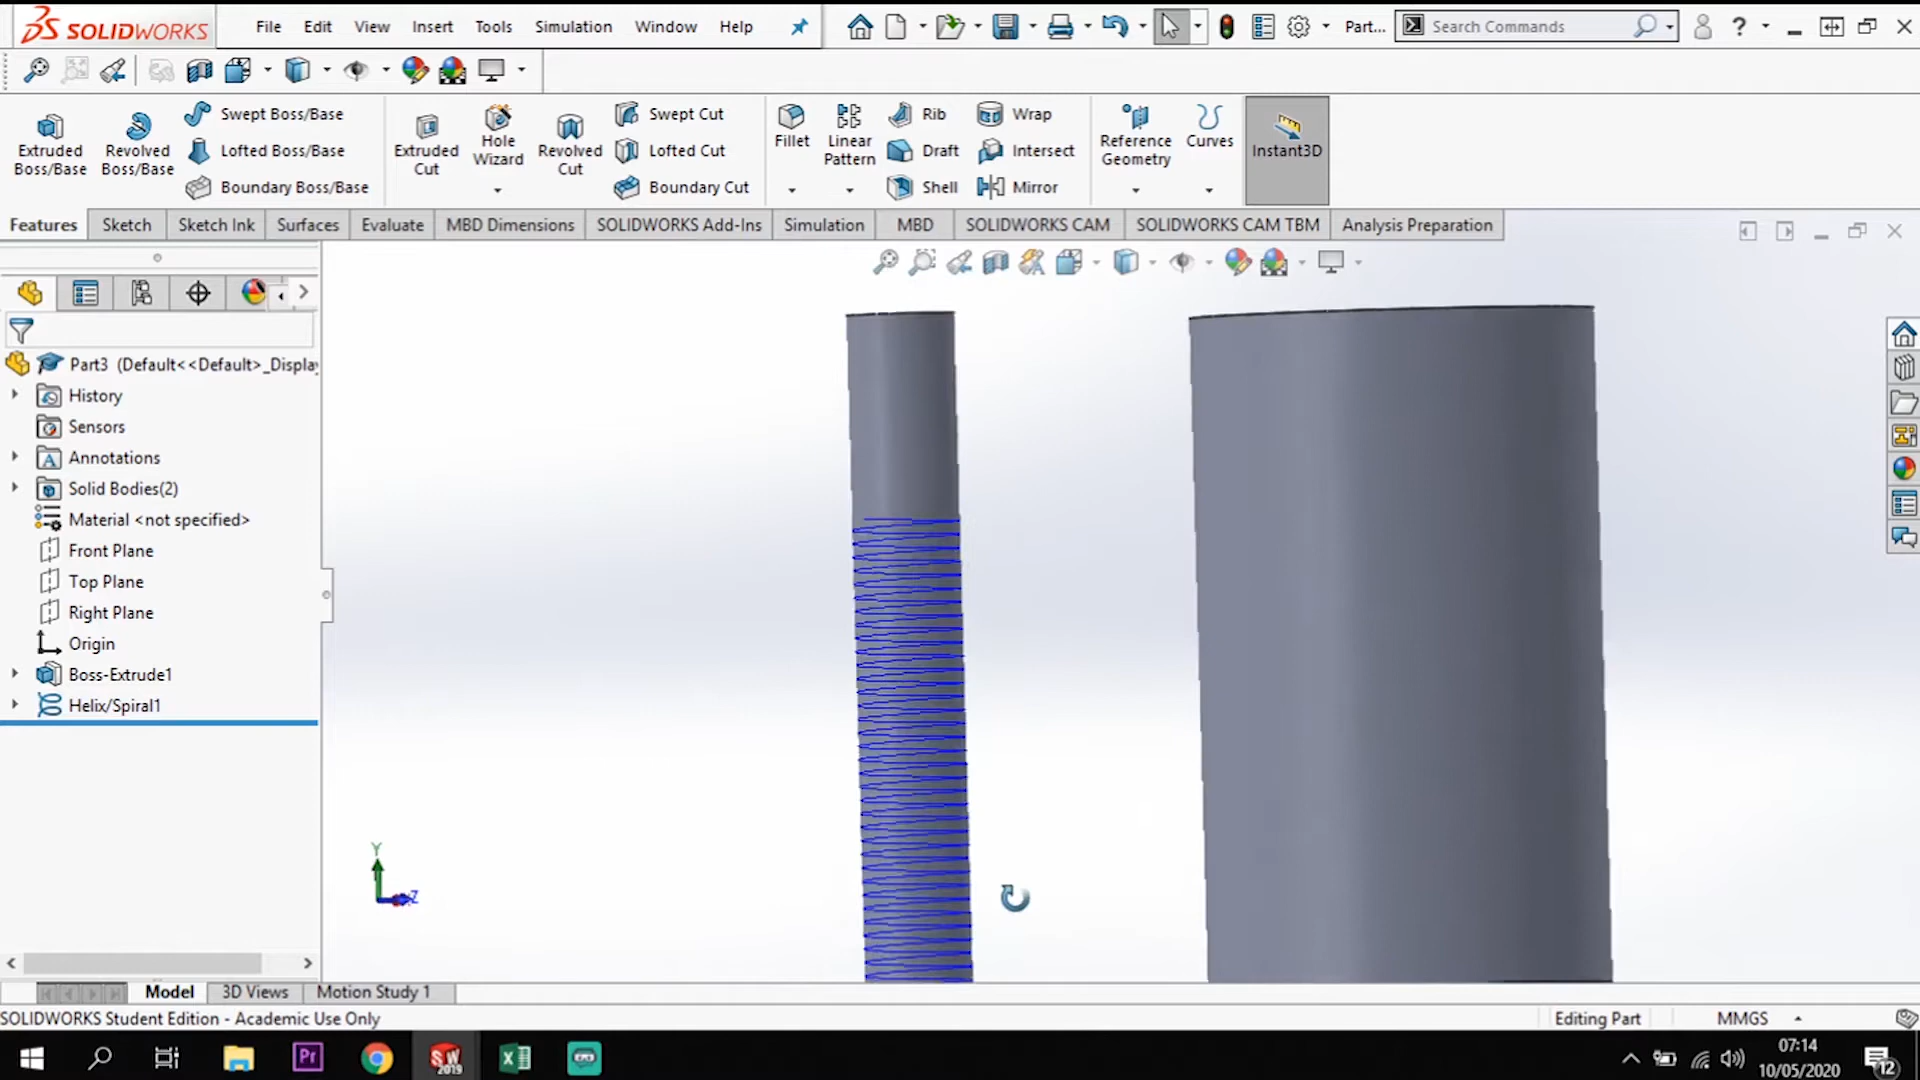 SOLIDWORKS File Edit View Insert Tools Simulation Window Help Part... Search Commands ?
Extruded Boss/Base Revolved Boss/Base Swept Boss/Base Lofted Boss/Base Boundary Boss/Base Extruded Cut Hole Wizard Revolved Cut Swept Cut Lofted Cut Boundary Cut Fillet Linear Pattern Rib Draft Shell Wrap Intersect Mirror Reference Geometry Curves Instant3D
Features Sketch Sketch Ink Surfaces Evaluate MBD Dimensions SOLIDWORKS Add-Ins Simulation MBD SOLIDWORKS CAM SOLIDWORKS CAM TBM Analysis Preparation
Part3 (Default<<Default>_Display
History
Sensors
Annotations
Solid Bodies(2)
Material <not specified>
Front Plane
Top Plane
Right Plane
Origin
Boss-Extrude1
Helix/Spiral1
Y
Z
Model 3D Views Motion Study 1
SOLIDWORKS Student Edition - Academic Use Only Editing Part MMGS
Pr SW 2019 07:14
10/05/2020 12